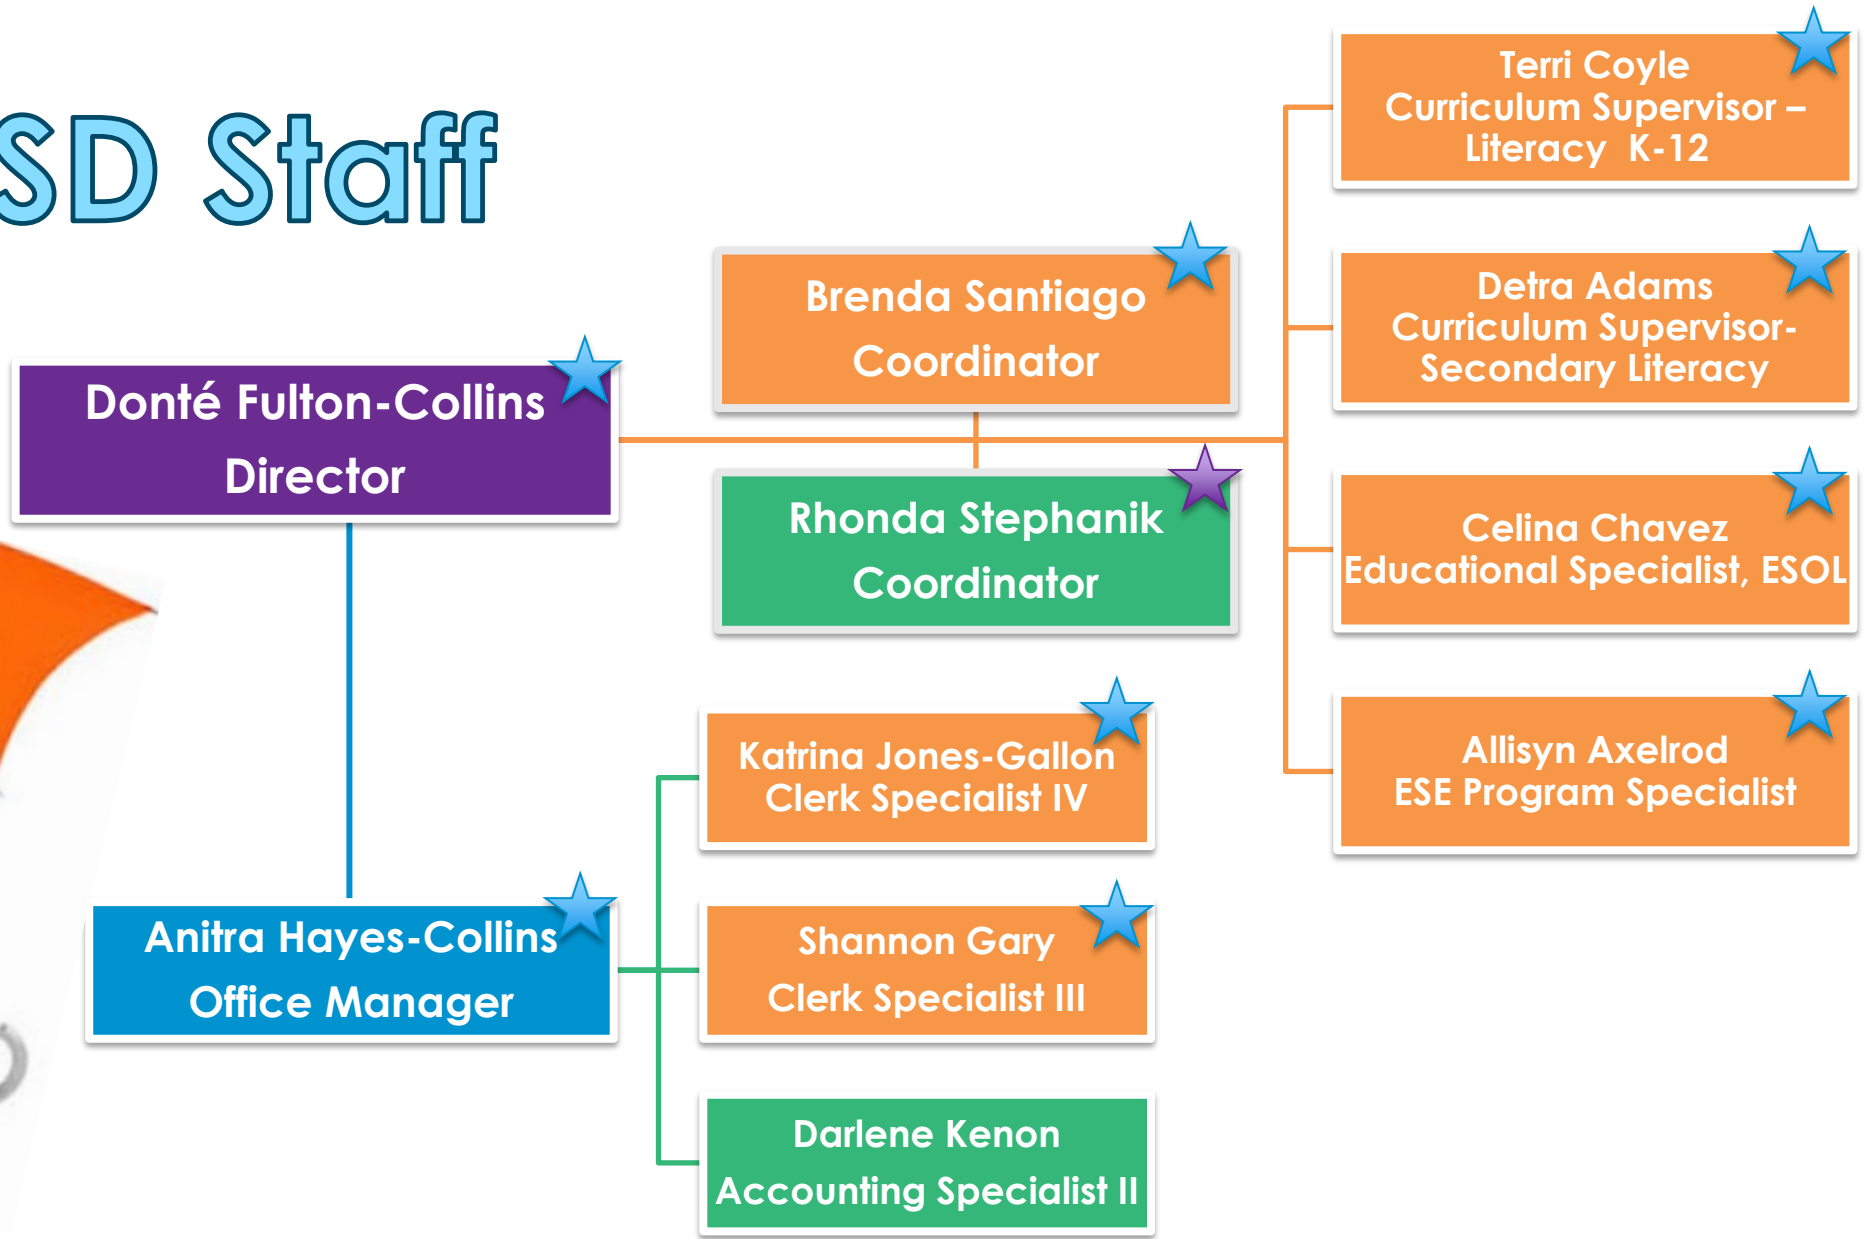 SD Staff
Donté Fulton-Collins
Director
Brenda Santiago
Coordinator
Rhonda Stephanik
Coordinator
Terri Coyle
Curriculum Supervisor –
Literacy  K-12
Detra Adams
Curriculum Supervisor-
Secondary Literacy
Celina Chavez
Educational Specialist, ESOL
Allisyn Axelrod
ESE Program Specialist
Anitra Hayes-Collins
Office Manager
Katrina Jones-Gallon
Clerk Specialist IV
Shannon Gary
Clerk Specialist III
Darlene Kenon
Accounting Specialist II